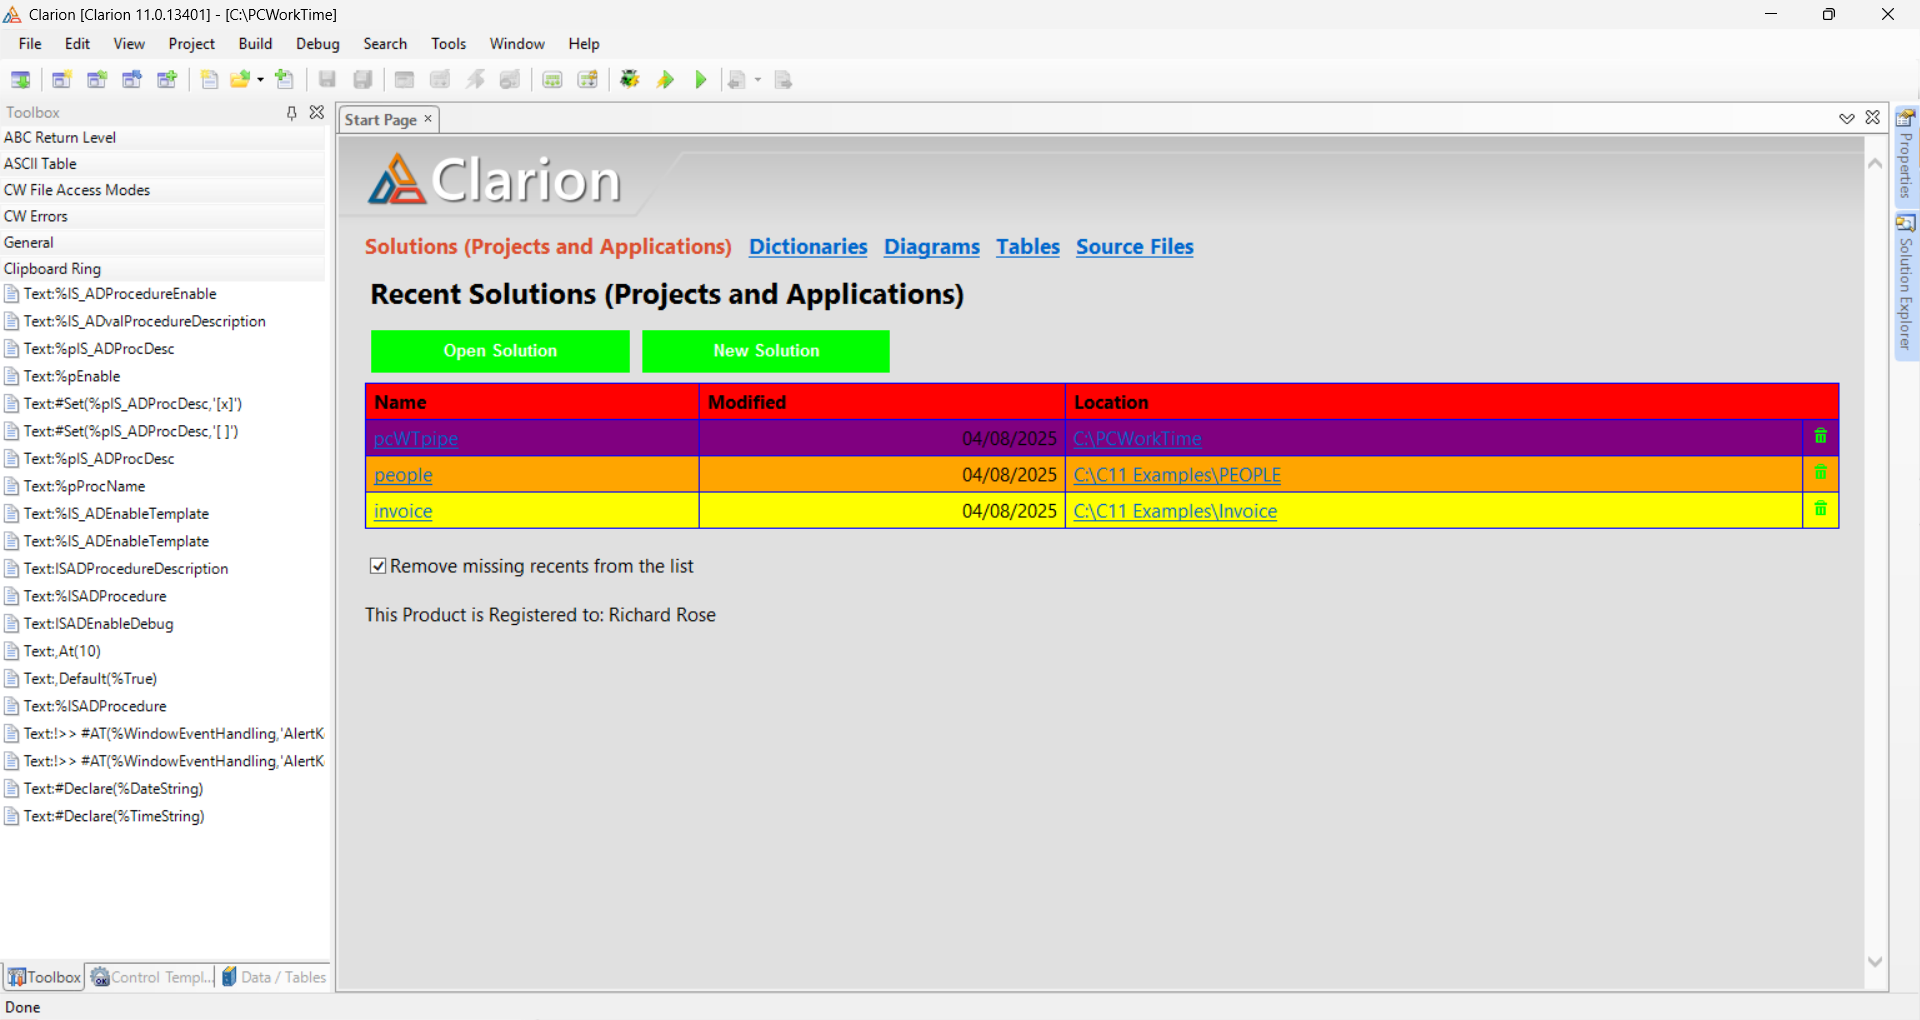 Clarion [Clarion 11.0.13401] - [C:\PCWorkTime]
File Edit View Project Build Debug Search Tools Window Help
Toolbox
ABC Return Level
ASCII Table
CW File Access Modes
CW Errors
General
Clipboard Ring
Text:%IS_ADProcedureEnable
Text:%IS_ADvalProcedureDescription
Text:%pIS_ADProcDesc
Text:%pEnable
Text:#Set(%pIS_ADProcDesc,'[x]')
Text:#Set(%pIS_ADProcDesc,'[ ]')
Text:%pIS_ADProcDesc
Text:%pProcName
Text:%IS_ADEnableTemplate
Text:%IS_ADEnableTemplate
Text:ISADProcedureDescription
Text:%ISADProcedure
Text:ISADEnableDebug
Text:,At(10)
Text:,Default(%True)
Text:%ISADProcedure
Text:!>> #AT(%WindowEventHandling,'AlertK
Text:!>> #AT(%WindowEventHandling,'AlertK
Text:#Declare(%DateString)
Text:#Declare(%TimeString)
Toolbox Control Templ... Data / Tables
Done
Start Page
Clarion
Solutions (Projects and Applications) Dictionaries Diagrams Tables Source Files
Recent Solutions (Projects and Applications)
Open Solution New Solution
Name Modified Location
pcWTpipe 04/08/2025 C:\PCWorkTime
people 04/08/2025 C:\C11 Examples\PEOPLE
invoice 04/08/2025 C:\C11 Examples\Invoice
Remove missing recents from the list
This Product is Registered to: Richard Rose
Properties
Solution Explorer